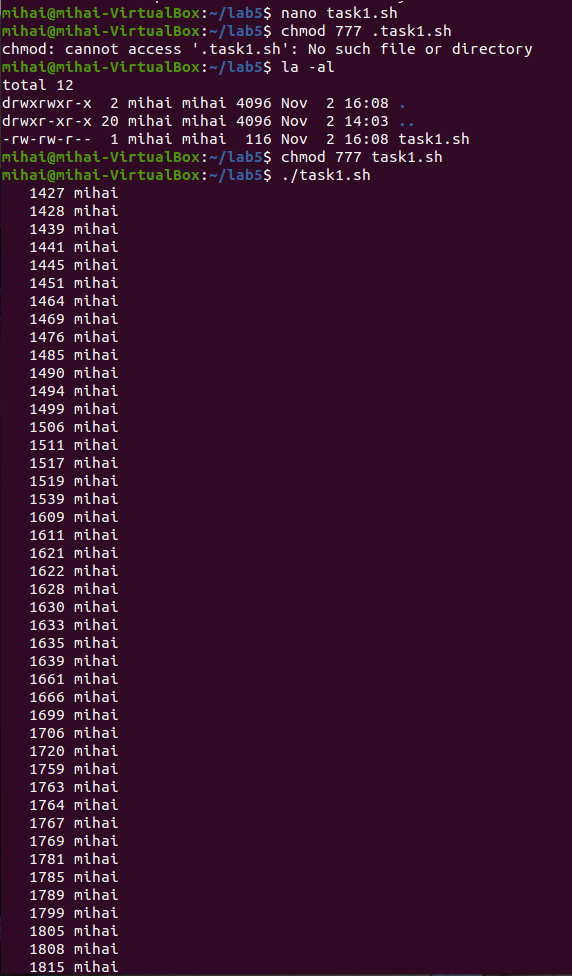 mihai@mihai-VirtualBox:~/lab5$ nano task1.sh
mihai@mihai-VirtualBox:~/lab5$ chmod 777 .task1.sh
chmod: cannot access '.task1.sh': No such file or directory
mihai@mihai-VirtualBox:~/lab5$ la -al
total 12
drwxrwxr-x  2 mihai mihai 4096 Nov  2 16:08 .
drwxr-xr-x 20 mihai mihai 4096 Nov  2 14:03 ..
-rw-rw-r--  1 mihai mihai  116 Nov  2 16:08 task1.sh
mihai@mihai-VirtualBox:~/lab5$ chmod 777 task1.sh
mihai@mihai-VirtualBox:~/lab5$ ./task1.sh
   1427 mihai
   1428 mihai
   1439 mihai
   1441 mihai
   1445 mihai
   1451 mihai
   1464 mihai
   1469 mihai
   1476 mihai
   1485 mihai
   1490 mihai
   1494 mihai
   1499 mihai
   1506 mihai
   1511 mihai
   1517 mihai
   1519 mihai
   1539 mihai
   1609 mihai
   1611 mihai
   1621 mihai
   1622 mihai
   1628 mihai
   1630 mihai
   1633 mihai
   1635 mihai
   1639 mihai
   1661 mihai
   1666 mihai
   1699 mihai
   1706 mihai
   1720 mihai
   1759 mihai
   1763 mihai
   1764 mihai
   1767 mihai
   1769 mihai
   1781 mihai
   1785 mihai
   1789 mihai
   1799 mihai
   1805 mihai
   1808 mihai
   1815 mihai